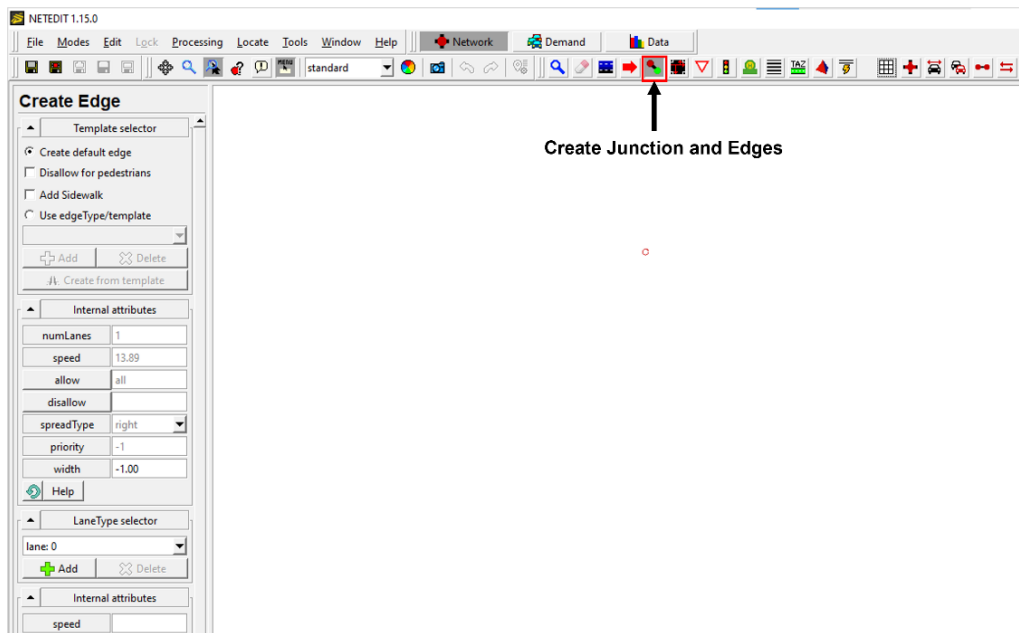 NETEDIT 1.15.0
File Modes Edit Lock Processing Locate Tools Window Help Network Demand Data
MENU standard TAZ
Create Edge
Template selector
Create default edge
Disallow for pedestrians
Add Sidewalk
Use edgeType/template
Add Delete
Create from template
Internal attributes
numLanes 1
speed 13.89
allow all
disallow
spreadType right
priority -1
width -1.00
Help
LaneType selector
lane: 0
Add Delete
Internal attributes
speed
Create Junction and Edges